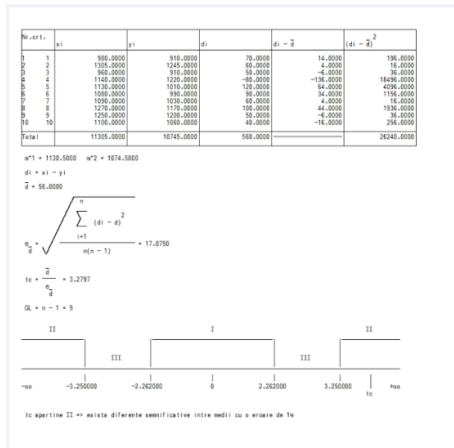 Nr.crt. xi yi di di - d̄ (di - d̄)²
1 1 980.0000 910.0000 70.0000 14.0000 196.0000
2 2 1305.0000 1245.0000 60.0000 4.0000 16.0000
3 3 960.0000 910.0000 50.0000 -6.0000 36.0000
4 4 1140.0000 1220.0000 -80.0000 -136.0000 18496.0000
5 5 1130.0000 1010.0000 120.0000 64.0000 4096.0000
6 6 1080.0000 990.0000 90.0000 34.0000 1156.0000
7 7 1090.0000 1030.0000 60.0000 4.0000 16.0000
8 8 1270.0000 1170.0000 100.0000 44.0000 1936.0000
9 9 1250.0000 1200.0000 50.0000 -6.0000 36.0000
10 10 1100.0000 1060.0000 40.0000 -16.0000 256.0000
Total 11305.0000 10745.0000 560.0000 26240.0000
m^1 = 1130.5000 m^2 = 1074.5000
di = xi - yi
d̄ = 56.0000
n
∑ (di - d)²
i=1
= 17.0750
n(n - 1)
d̄
tc = = 3.2797
d̄
GL = n - 1 = 9
II I II
III III
-oo -3.250000 -2.262000 0 2.262000 3.250000 +oo
tc
tc apartine II => exista diferente semnificative intre medii cu o eroare de 1%